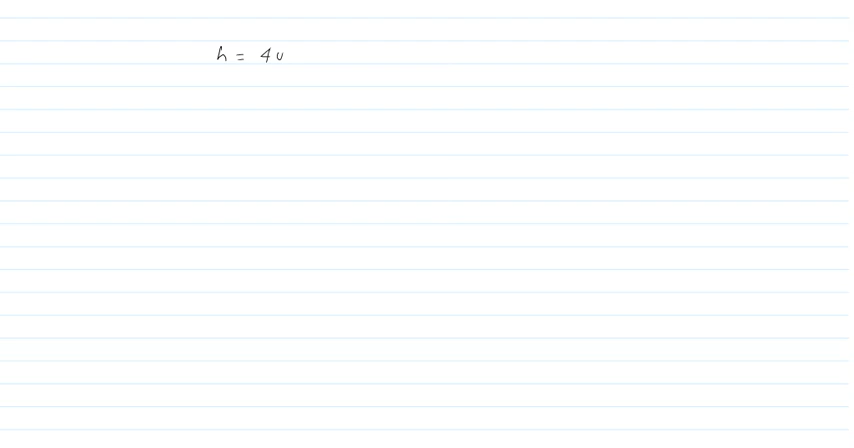 h = 4u